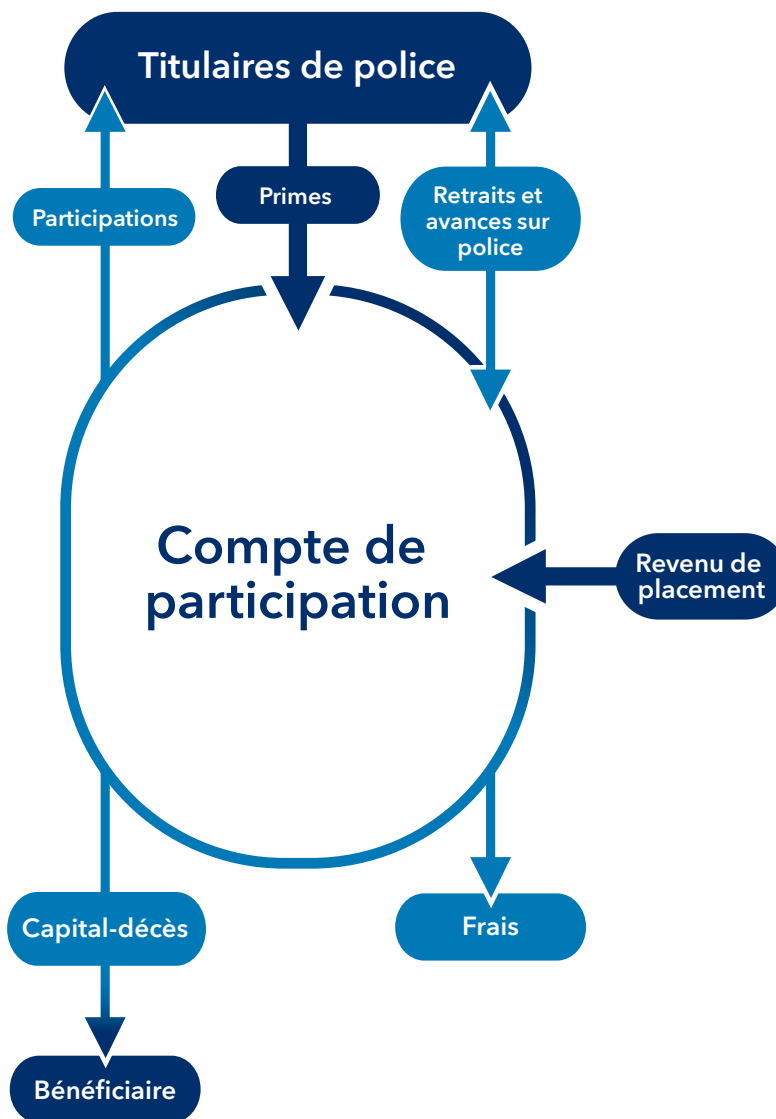 Titulaires de police
Participations
Primes
Retraits et
avances sur
police
Compte de
participation
Revenu de
placement
Capital-décès
Frais
Bénéficiaire